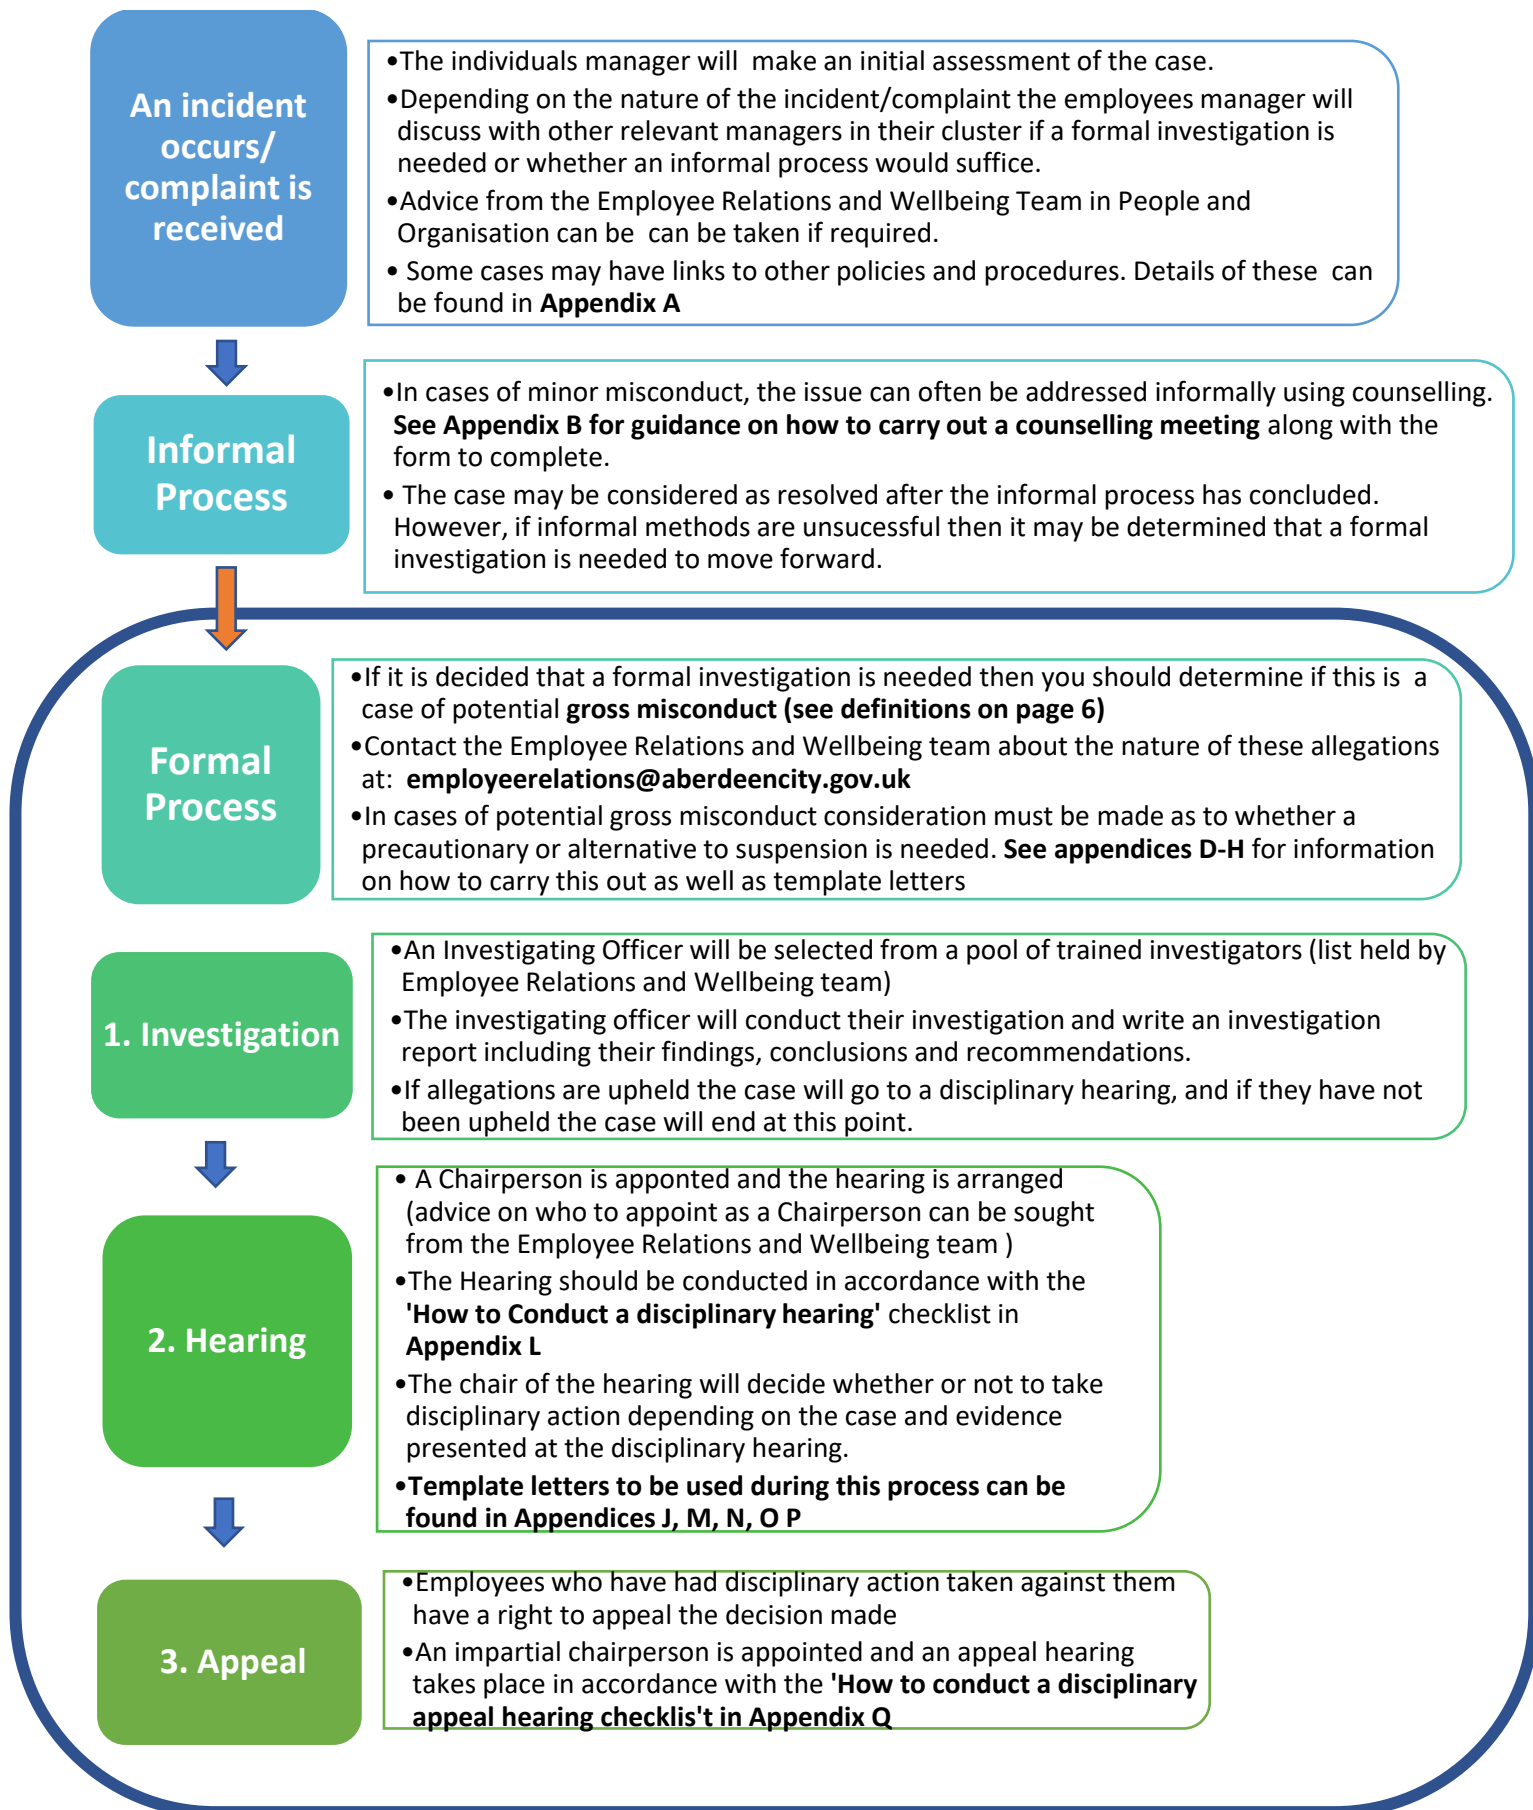 An incident
occurs/
complaint is
received
•The individuals manager will  make an initial assessment of the case.
•Depending on the nature of the incident/complaint the employees manager will
discuss with other relevant managers in their cluster if a formal investigation is
needed or whether an informal process would suffice.
•Advice from the Employee Relations and Wellbeing Team in People and
Organisation can be  can be taken if required.
• Some cases may have links to other policies and procedures. Details of these  can
be found in Appendix A
Informal
Process
•In cases of minor misconduct, the issue can often be addressed informally using counselling.
See Appendix B for guidance on how to carry out a counselling meeting along with the
form to complete.
• The case may be considered as resolved after the informal process has concluded.
However, if informal methods are unsucessful then it may be determined that a formal
investigation is needed to move forward.
Formal
Process
•If it is decided that a formal investigation is needed then you should determine if this is  a
case of potential gross misconduct (see definitions on page 6)
•Contact the Employee Relations and Wellbeing team about the nature of these allegations
at:  employeerelations@aberdeencity.gov.uk
•In cases of potential gross misconduct consideration must be made as to whether a
precautionary or alternative to suspension is needed. See appendices D-H for information
on how to carry this out as well as template letters
1. Investigation
•An Investigating Officer will be selected from a pool of trained investigators (list held by
Employee Relations and Wellbeing team)
•The investigating officer will conduct their investigation and write an investigation
report including their findings, conclusions and recommendations.
•If allegations are upheld the case will go to a disciplinary hearing, and if they have not
been upheld the case will end at this point.
2. Hearing
• A Chairperson is apponted and the hearing is arranged
(advice on who to appoint as a Chairperson can be sought
from the Employee Relations and Wellbeing team )
•The Hearing should be conducted in accordance with the
'How to Conduct a disciplinary hearing' checklist in
Appendix L
•The chair of the hearing will decide whether or not to take
disciplinary action depending on the case and evidence
presented at the disciplinary hearing.
•Template letters to be used during this process can be
found in Appendices J, M, N, O P
3. Appeal
•Employees who have had disciplinary action taken against them
have a right to appeal the decision made
•An impartial chairperson is appointed and an appeal hearing
takes place in accordance with the 'How to conduct a disciplinary
appeal hearing checklis't in Appendix Q